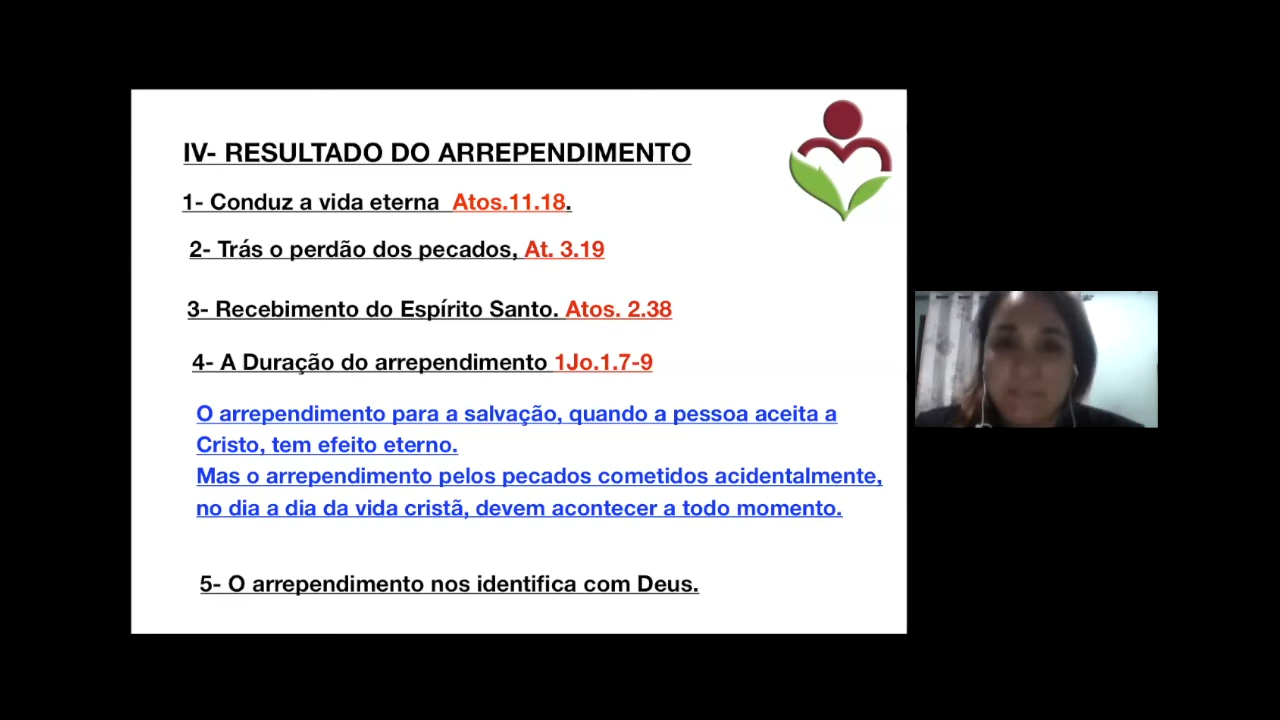 IV- RESULTADO DO ARREPENDIMENTO
1- Conduz a vida eterna Atos.11.18.
2- Trás o perdão dos pecados, At. 3.19
3- Recebimento do Espírito Santo. Atos. 2.38
4- A Duração do arrependimento 1Jo.1.7-9
O arrependimento para a salvação, quando a pessoa aceita a
Cristo, tem efeito eterno.
Mas o arrependimento pelos pecados cometidos acidentalmente,
no dia a dia da vida cristã, devem acontecer a todo momento.
5- O arrependimento nos identifica com Deus.